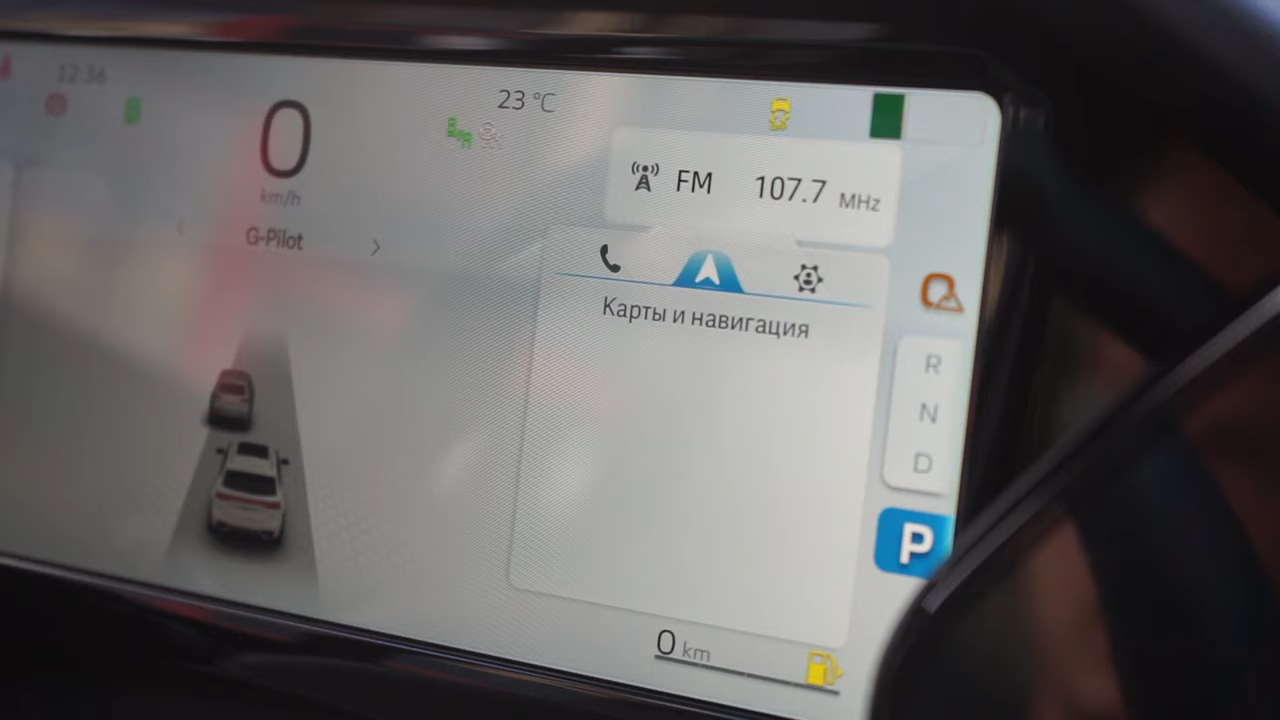 12:36
23 °C
0
km/h
G-Pilot
FM 107.7 MHz
Карты и навигация
R
N
D
P
0 km